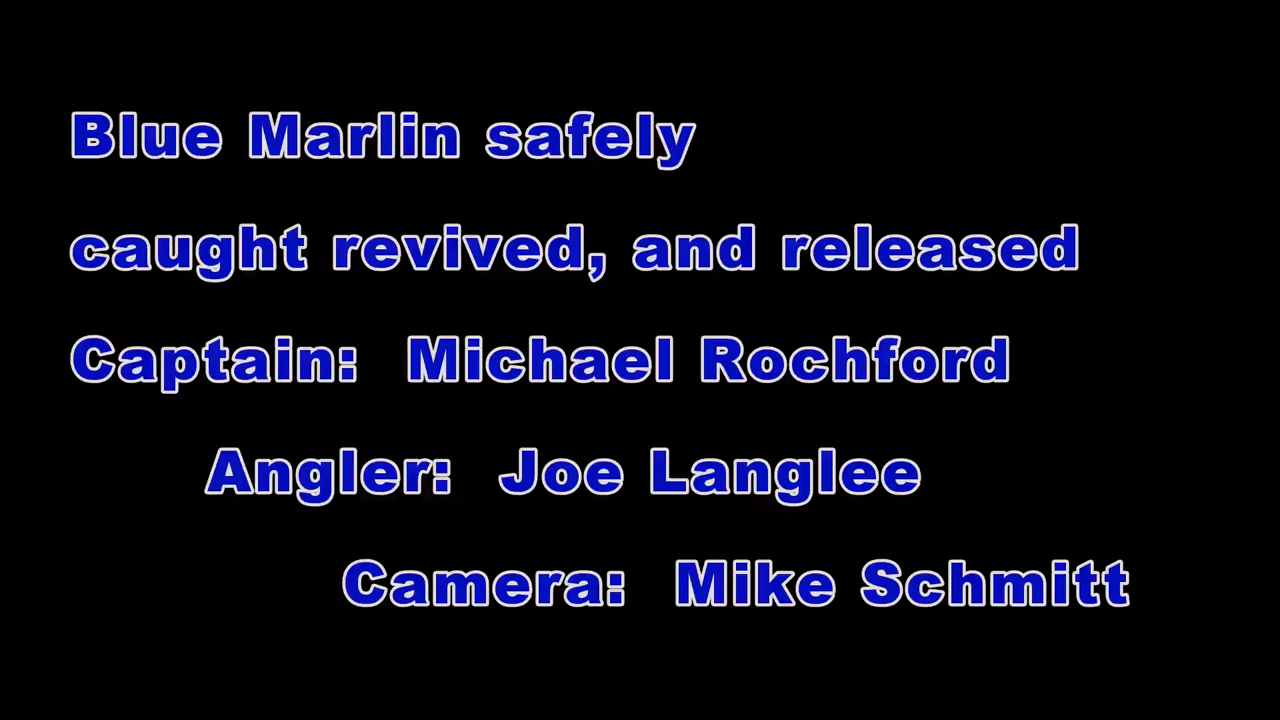 Blue Marlin safely
caught revived, and released
Captain: Michael Rochford
Angler: Joe Langlee
Camera: Mike Schmitt